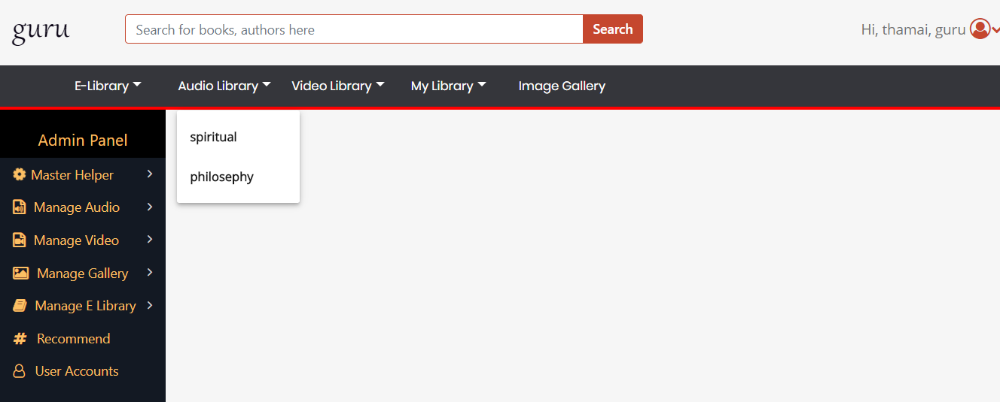 guru
Search for books, authors here
Search
Hi, thamai, guru
E-Library
Audio Library
Video Library
My Library
Image Gallery
spiritual
philosephy
Admin Panel
Master Helper
Manage Audio
Manage Video
Manage Gallery
Manage E Library
Recommend
User Accounts